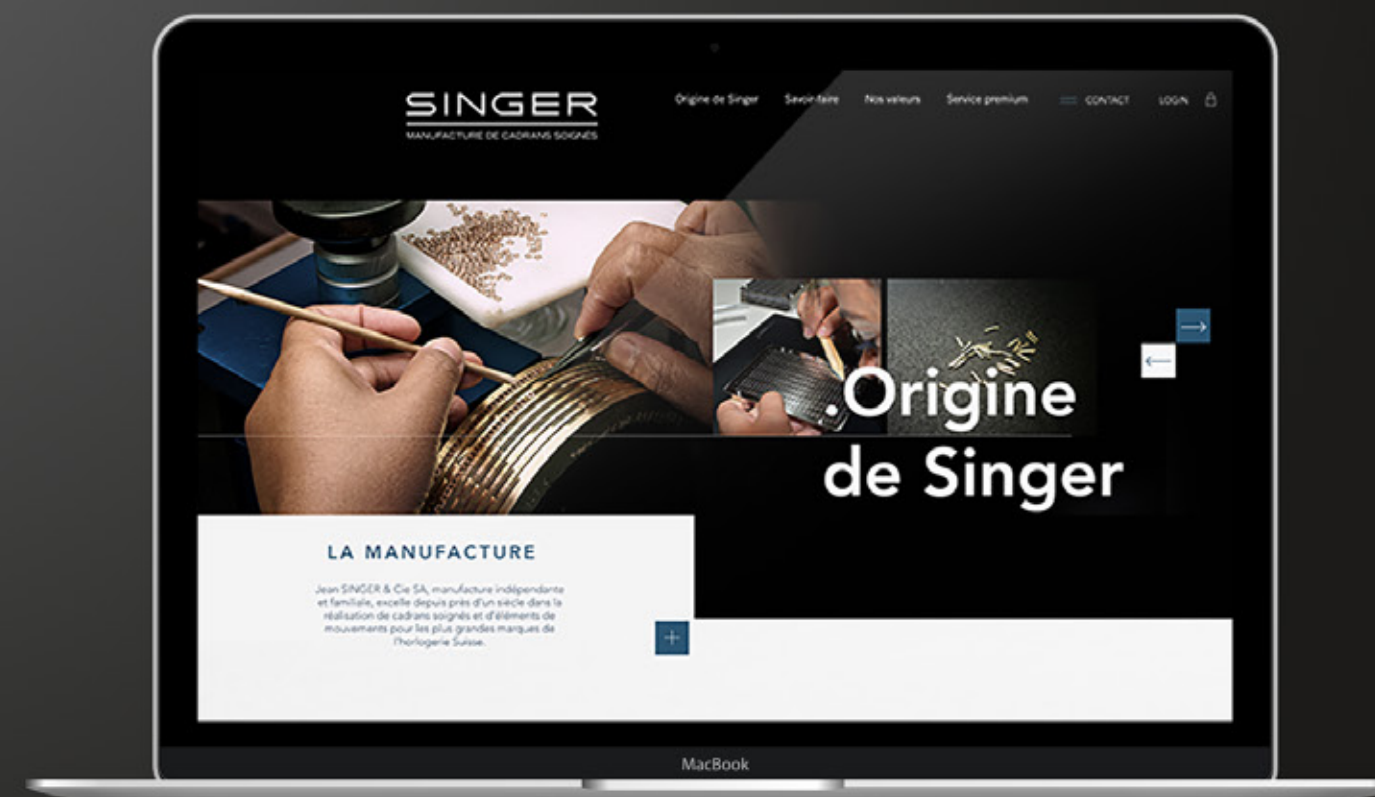 SINGER
MANUFACTURE DE CADRANS SOIGNÉS
Origine de Singer
Savoir-faire
Nos valeurs
Service premium
CONTACT
LOGIN
.Origine
de Singer
LA MANUFACTURE
Jean SINGER & Cie SA, manufacture indépendante
et familiale, excelle depuis près d'un siècle dans la
réalisation de cadrans soignés et d'éléments de
mouvements pour les plus grandes marques de
l'horlogerie Suisse.
MacBook